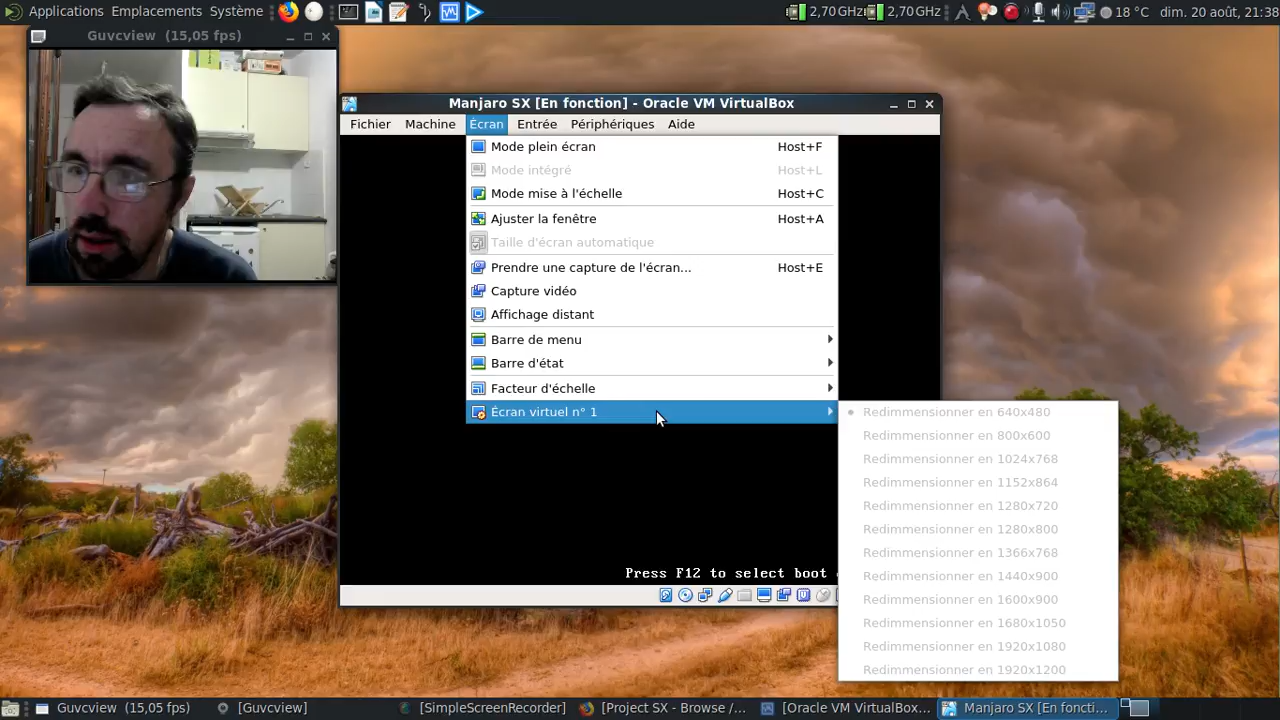 Applications Emplacements Système
2,70 GHz 2,70 GHz 18 °C dim. 20 août, 21:38
Guvcview (15,05 fps)
Manjaro SX [En fonction] - Oracle VM VirtualBox
Fichier Machine Écran Entrée Périphériques Aide
Mode plein écran Host+F
Mode intégré Host+L
Mode mise à l'échelle Host+C
Ajuster la fenêtre Host+A
Taille d'écran automatique
Prendre une capture de l'écran... Host+E
Capture vidéo
Affichage distant
Barre de menu
Barre d'état
Facteur d'échelle
Écran virtuel n° 1
Redimmensionner en 640x480
Redimmensionner en 800x600
Redimmensionner en 1024x768
Redimmensionner en 1152x864
Redimmensionner en 1280x720
Redimmensionner en 1280x800
Redimmensionner en 1366x768
Redimmensionner en 1440x900
Redimmensionner en 1600x900
Redimmensionner en 1680x1050
Redimmensionner en 1920x1080
Redimmensionner en 1920x1200
Press F12 to select boot
Guvcview (15,05 fps) [Guvcview] [SimpleScreenRecorder] [Project SX - Browse /... [Oracle VM VirtualBox... Manjaro SX [En foncti...